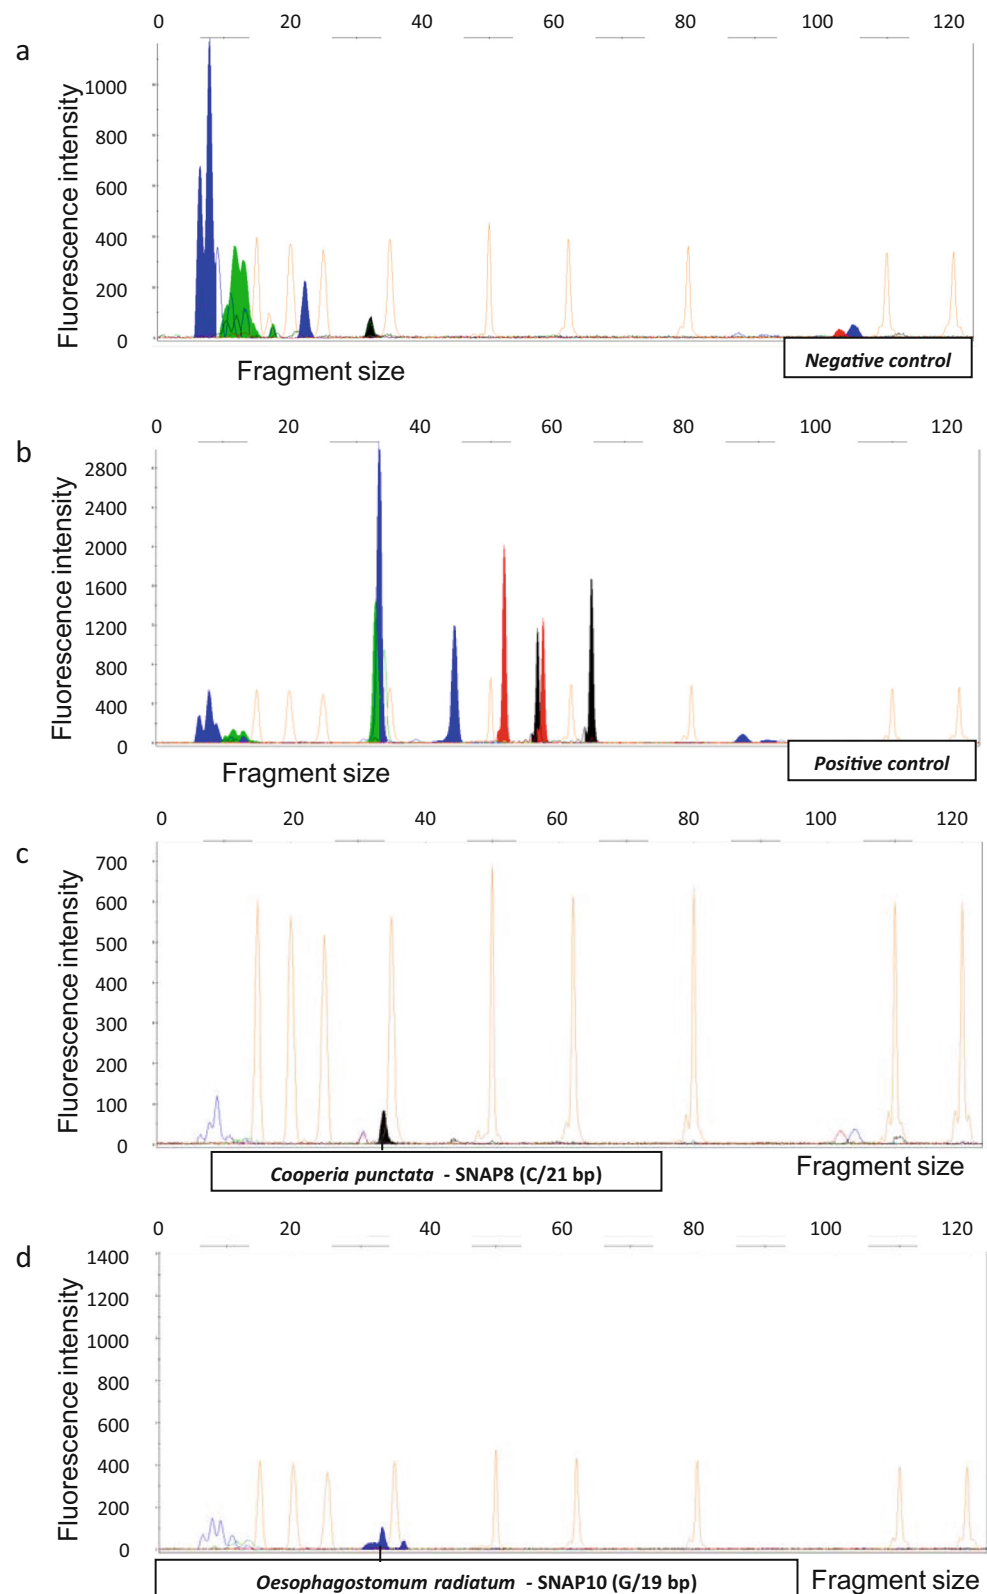 0 20 40 60 80 100 120
a
Fluorescence intensity
1000
800
600
400
200
0
Negative control
Fragment size
0 20 40 60 80 100 120
b
Fluorescence intensity
2800
2400
2000
1600
1200
800
400
0
Positive control
Fragment size
0 20 40 60 80 100 120
c
Fluorescence intensity
700
600
500
400
300
200
100
0
Cooperia punctata - SNAP8 (C/21 bp)
Fragment size
0 20 40 60 80 100 120
d
Fluorescence intensity
1400
1200
1000
800
600
400
200
0
Oesophagostomum radiatum - SNAP10 (G/19 bp)
Fragment size